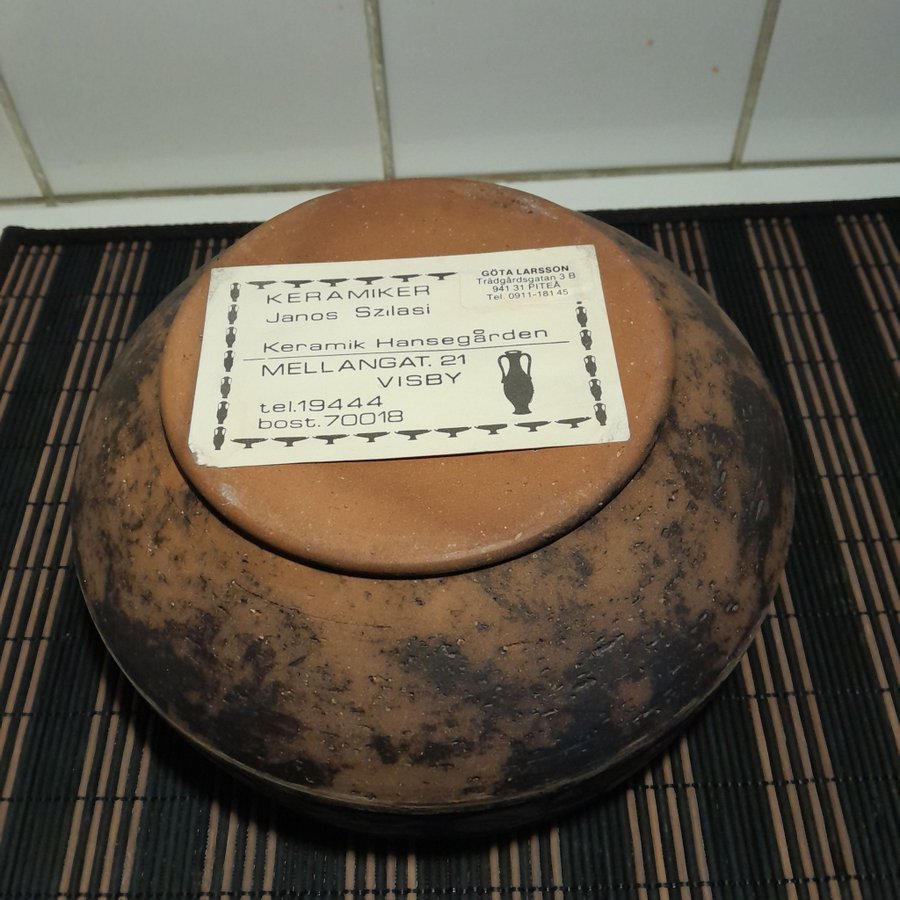 KERAMIKER
Janos Szilasi
Keramik Hansegården
MELLANGAT. 21
VISBY
tel.19444
bost.70018
GÖTA LARSSON
Trädgårdsgatan 3 B
941 31 PITEÅ
Tel. 0911-181 45